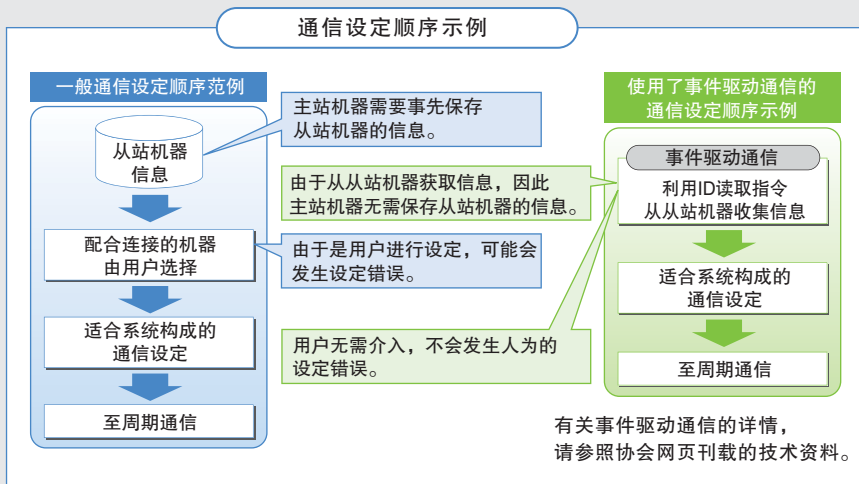 通信设定顺序示例
一般通信设定顺序范例
从站机器
信息
配合连接的机器
由用户选择
适合系统构成的
通信设定
至周期通信
主站机器需要事先保存
从站机器的信息。
由于从从站机器获取信息，因此
主站机器无需保存从站机器的信息。
由于是用户进行设定，可能会
发生设定错误。
用户无需介入，不会发生人为的
设定错误。
使用了事件驱动通信的
通信设定顺序示例
事件驱动通信
利用ID读取指令
从从站机器收集信息
适合系统构成的
通信设定
至周期通信
有关事件驱动通信的详情，
请参照协会网页刊载的技术资料。